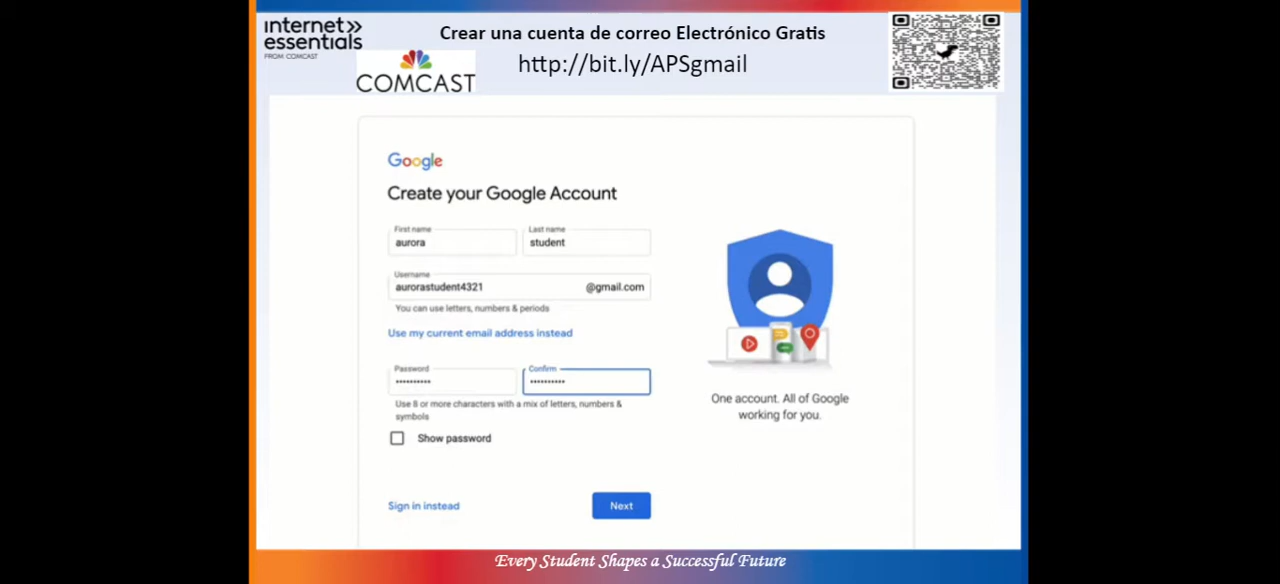 internet
essentials
FROM COMCAST
COMCAST
Crear una cuenta de correo Electrónico Gratis
http://bit.ly/APSgmail
Google
Create your Google Account
First name
aurora
Last name
student
Username
aurorastudent4321
@gmail.com
You can use letters, numbers & periods
Use my current email address instead
Password
••••••••••
Confirm
••••••••••
Use 8 or more characters with a mix of letters, numbers &
symbols
Show password
Sign in instead
Next
One account. All of Google
working for you.
Every Student Shapes a Successful Future